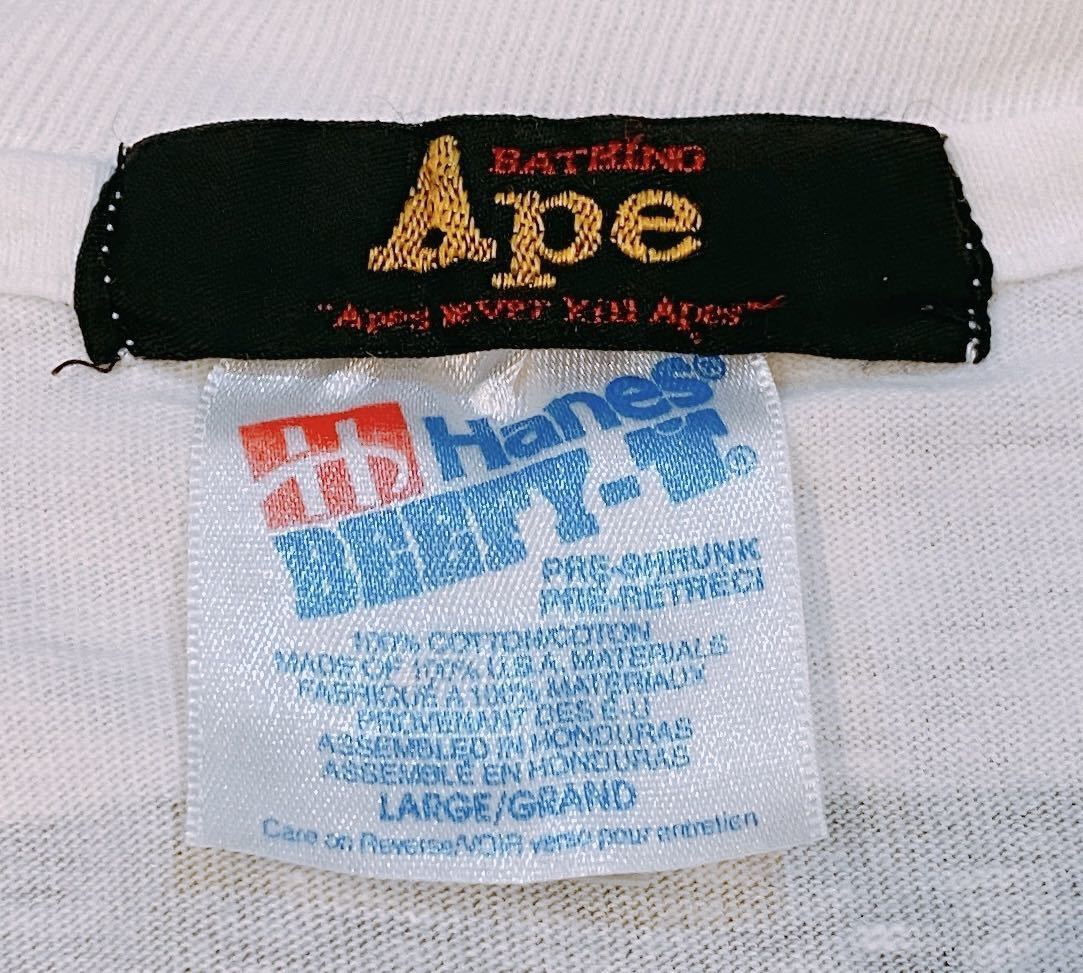 BATHING
Ape
"Apes Never Kill Apes"
Hanes®
BEEFY-T®
PRE-SHRUNK
PRE-RETRECI
100% COTTON/COTON
MADE OF 100% U.S.A. MATERIALS
FABRIQUE A 100% MATERIAUX
PROVENANT DES E.U
ASSEMBLED IN HONDURAS
ASSEMBLE EN HONDURAS
LARGE/GRAND
Care on Reverse/VOIR verso pour entretien